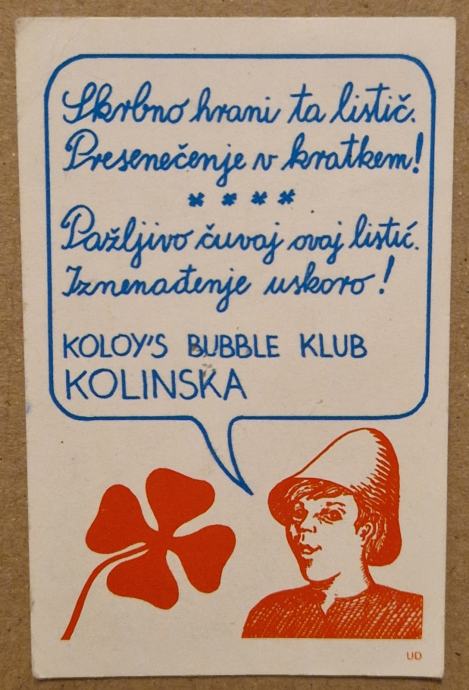 Skrbno hrani ta listič.
Presenečenje v kratkem!
Pažljivo čuvaj ovaj listić.
Iznenađenje uskoro!
KOLOY'S BUBBLE KLUB
KOLINSKA
UD